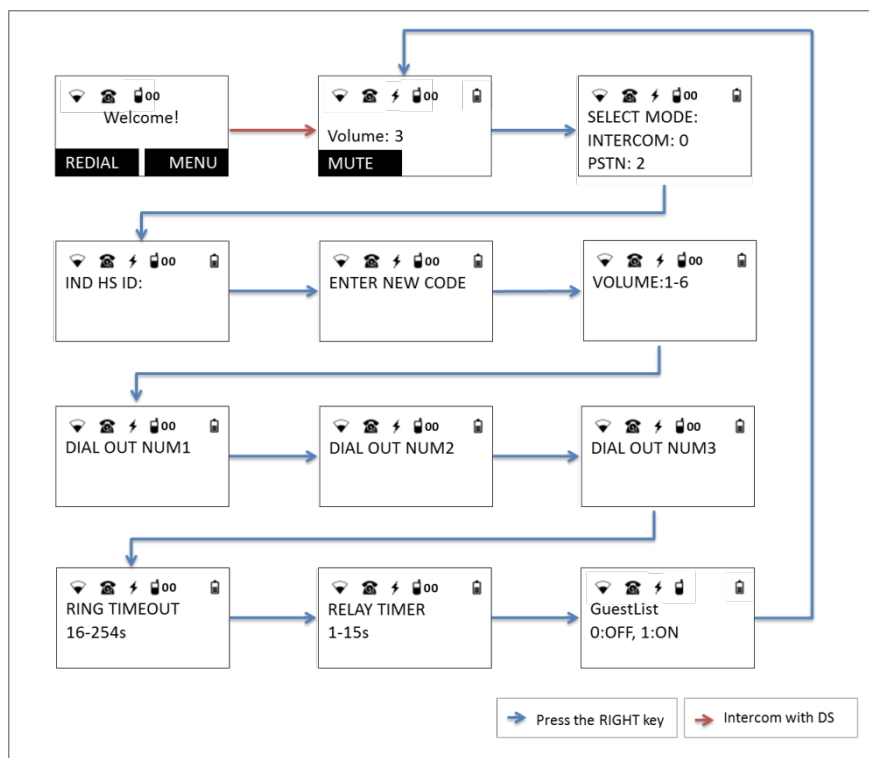 00
Welcome!
REDIAL MENU
00
Volume: 3
MUTE
00
SELECT MODE:
INTERCOM: 0
PSTN: 2
00
IND HS ID:
00
ENTER NEW CODE
00
VOLUME:1-6
00
DIAL OUT NUM1
00
DIAL OUT NUM2
00
DIAL OUT NUM3
00
RING TIMEOUT
16-254s
00
RELAY TIMER
1-15s
GuestList
0:OFF, 1:ON
Press the RIGHT key
Intercom with DS